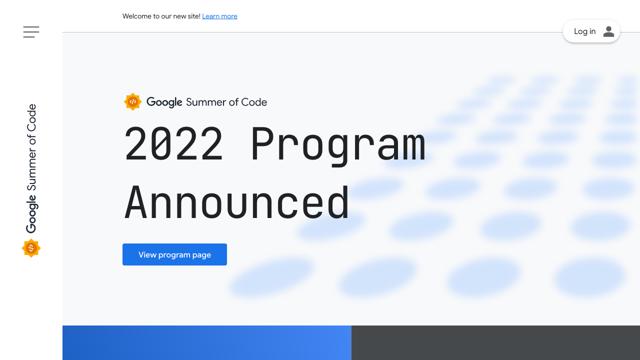 Welcome to our new site! Learn more
Log in
Google Summer of Code
Google Summer of Code
2022 Program
Announced
View program page